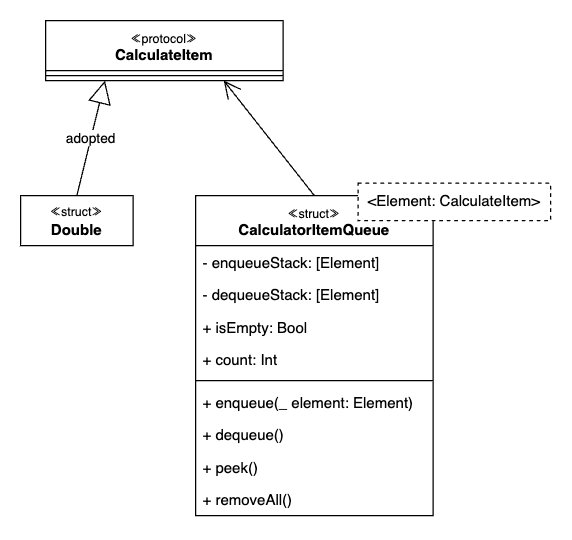 ≪protocol≫
CalculateItem
adopted
≪struct≫
Double
<Element: CalculateItem>
≪struct≫
CalculatorItemQueue
- enqueueStack: [Element]
- dequeueStack: [Element]
+ isEmpty: Bool
+ count: Int
+ enqueue(_ element: Element)
+ dequeue()
+ peek()
+ removeAll()